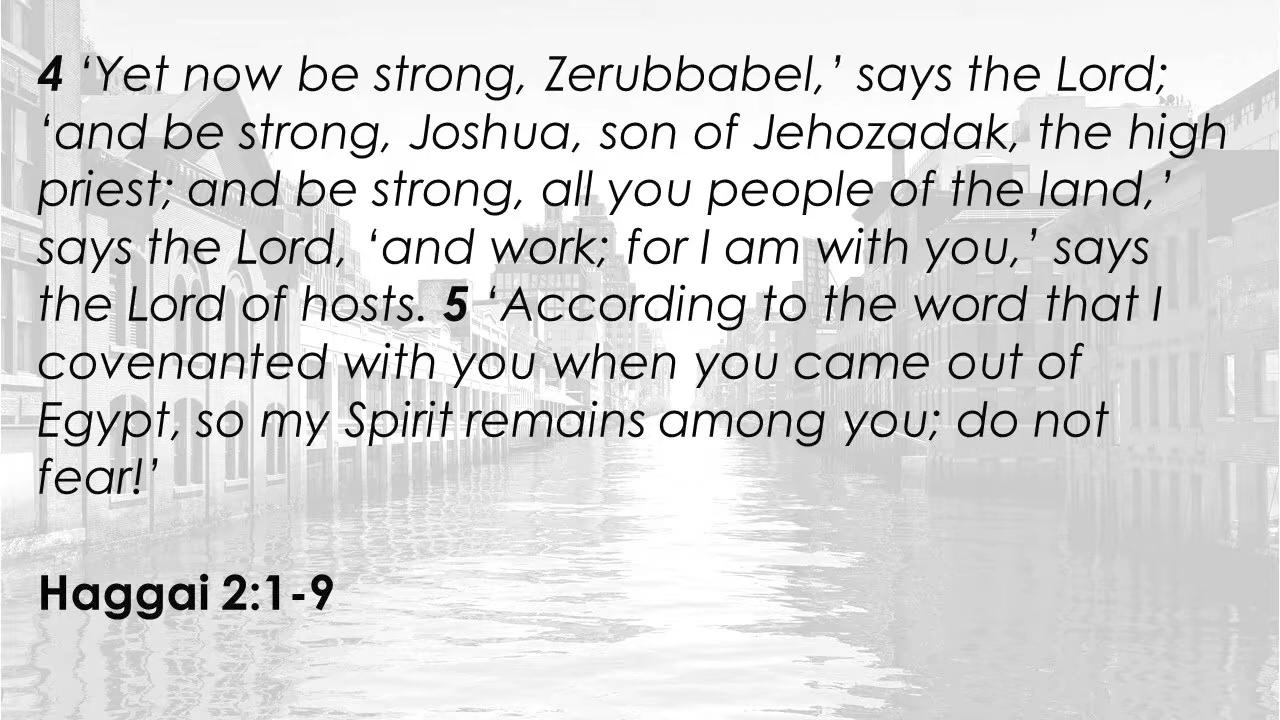 4 ‘Yet now be strong, Zerubbabel,’ says the Lord;
‘and be strong, Joshua, son of Jehozadak, the high
priest; and be strong, all you people of the land,’
says the Lord, ‘and work; for I am with you,’ says
the Lord of hosts. 5 ‘According to the word that I
covenanted with you when you came out of
Egypt, so my Spirit remains among you; do not
fear!’
Haggai 2:1-9